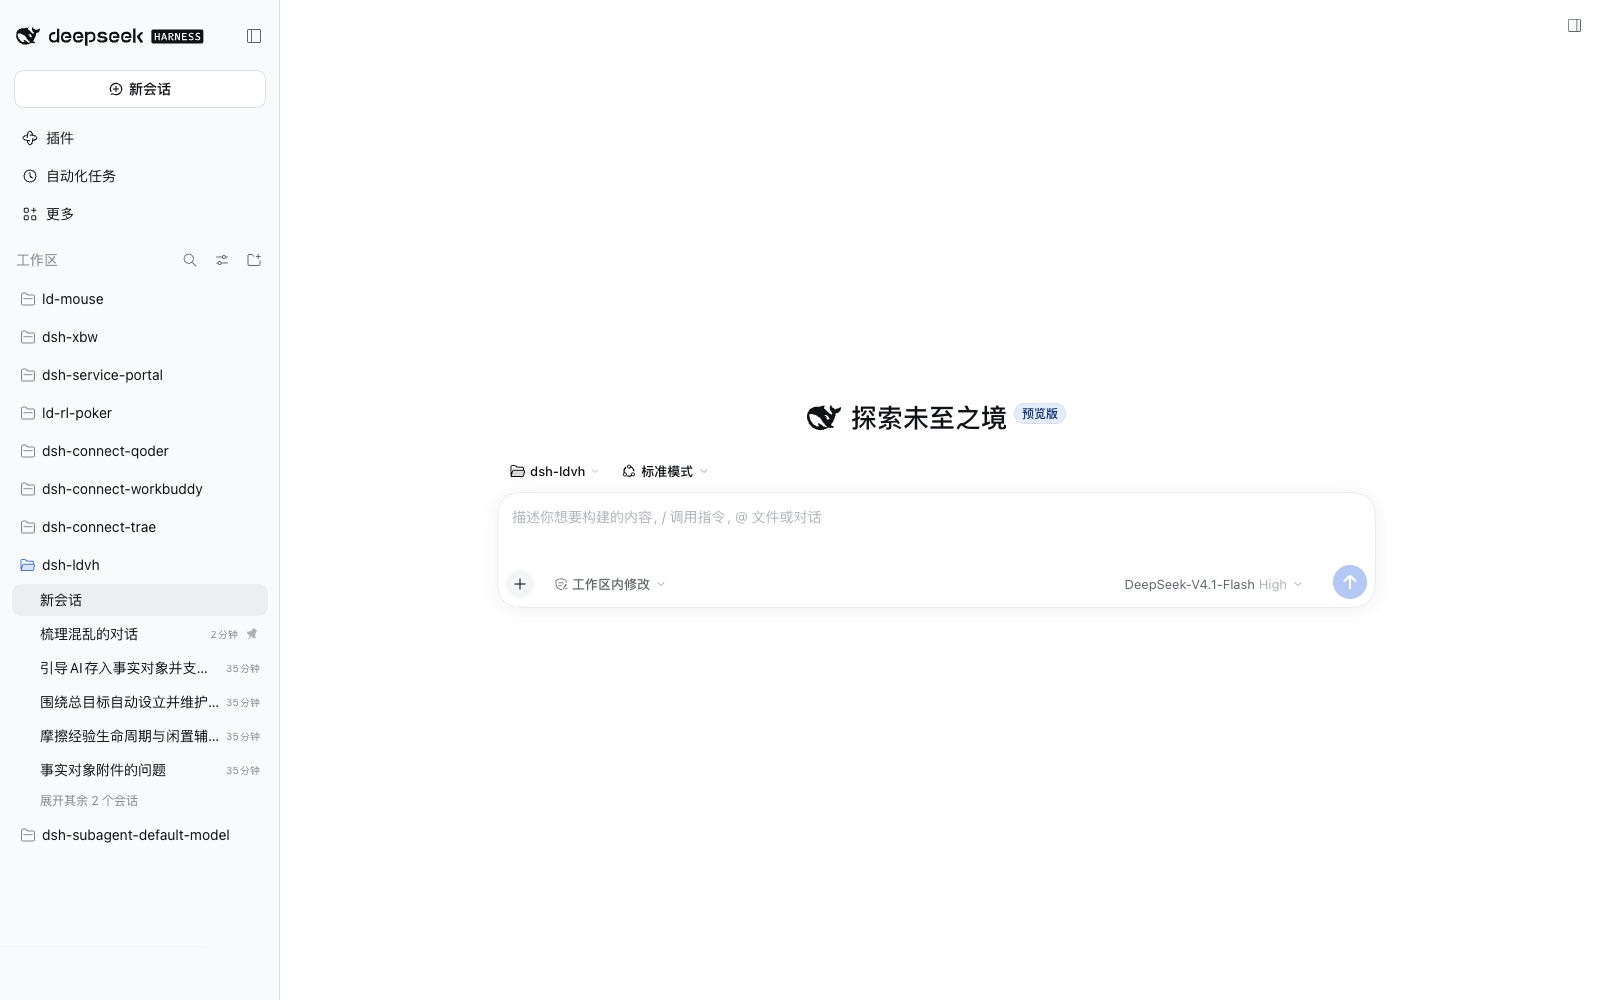 deepseek HARNESS
新会话
插件
自动化任务
更多
工作区
ld-mouse
dsh-xbw
dsh-service-portal
ld-rl-poker
dsh-connect-qoder
dsh-connect-workbuddy
dsh-connect-trae
dsh-ldvh
新会话
梳理混乱的对话 2分钟
引导AI存入事实对象并支... 35分钟
围绕总目标自动设立并维护... 35分钟
摩擦经验生命周期与闲置辅... 35分钟
事实对象附件的问题 35分钟
展开其余 2 个会话
dsh-subagent-default-model
探索未至之境 预览版
dsh-ldvh 标准模式
描述你想要构建的内容, / 调用指令, @ 文件或对话
工作区内修改 DeepSeek-V4.1-Flash High